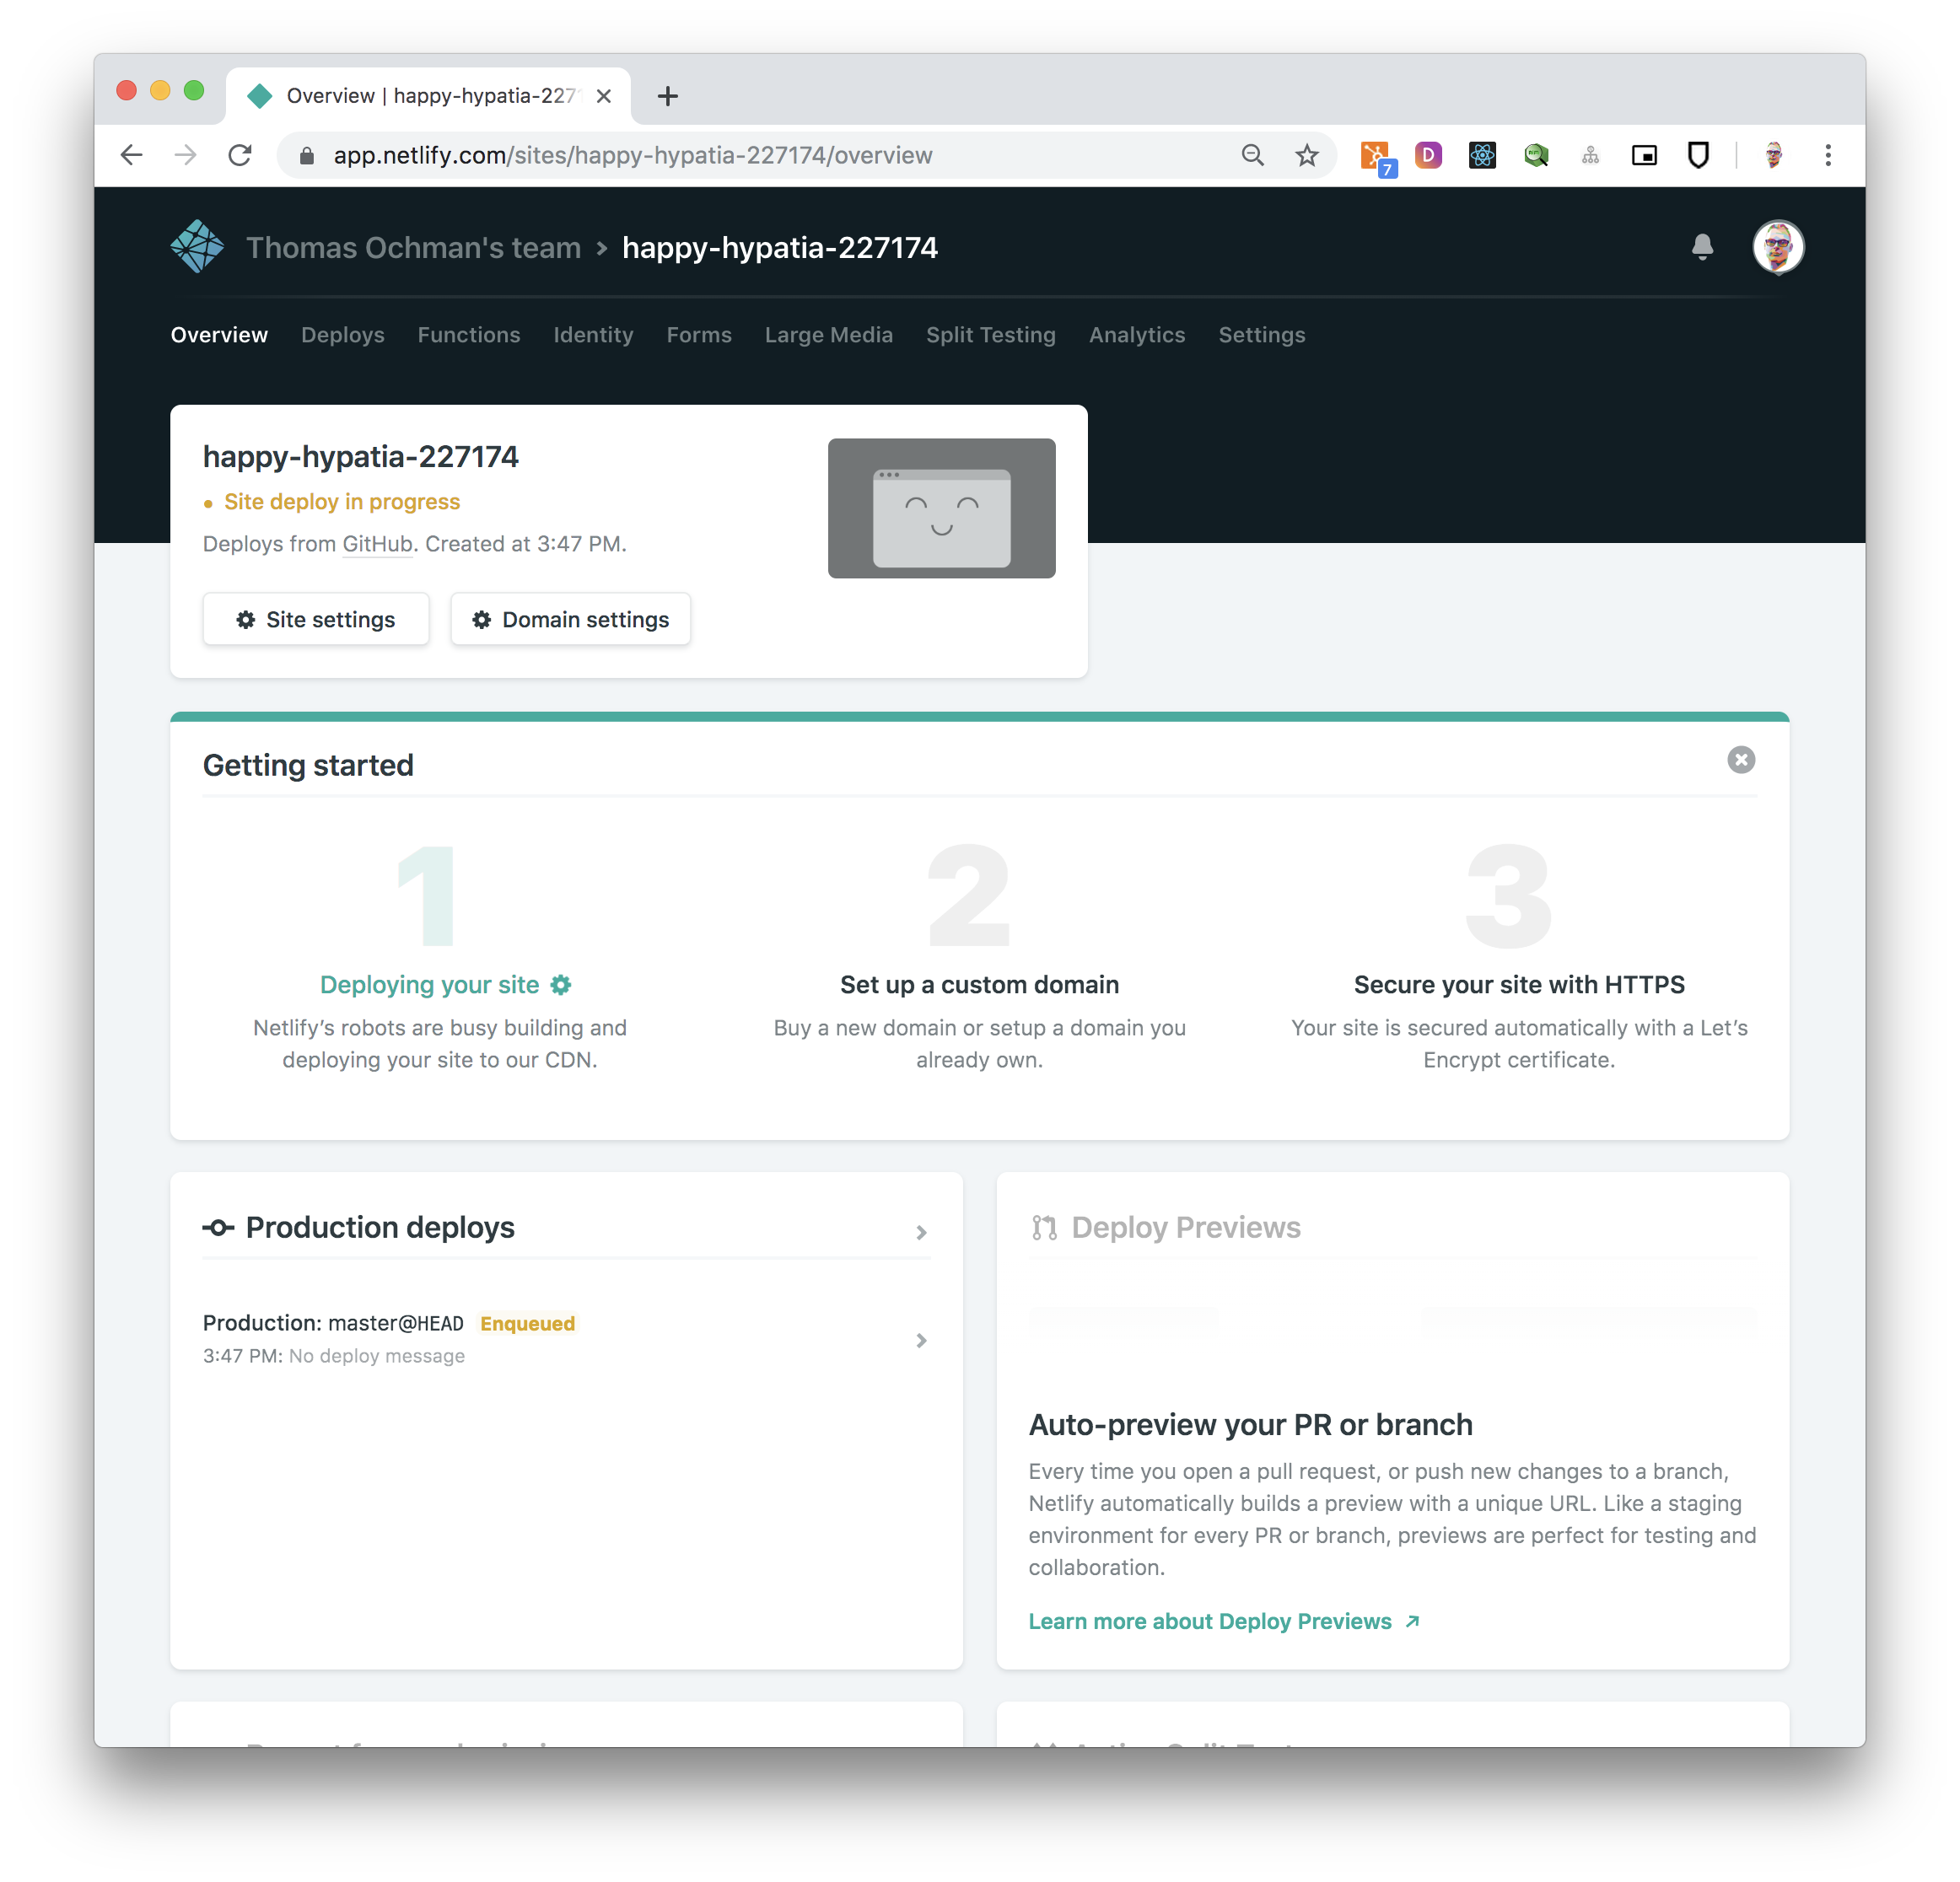 Overview | happy-hypatia-227
app.netlify.com/sites/happy-hypatia-227174/overview
7
D
Thomas Ochman's team > happy-hypatia-227174
Overview Deploys Functions Identity Forms Large Media Split Testing Analytics Settings
happy-hypatia-227174
Site deploy in progress
Deploys from GitHub. Created at 3:47 PM.
Site settings
Domain settings
Getting started
1
Deploying your site
Netlify’s robots are busy building and
deploying your site to our CDN.
2
Set up a custom domain
Buy a new domain or setup a domain you
already own.
3
Secure your site with HTTPS
Your site is secured automatically with a Let’s
Encrypt certificate.
Production deploys
Production: master@HEAD Enqueued
3:47 PM: No deploy message
Deploy Previews
Auto-preview your PR or branch
Every time you open a pull request, or push new changes to a branch,
Netlify automatically builds a preview with a unique URL. Like a staging
environment for every PR or branch, previews are perfect for testing and
collaboration.
Learn more about Deploy Previews